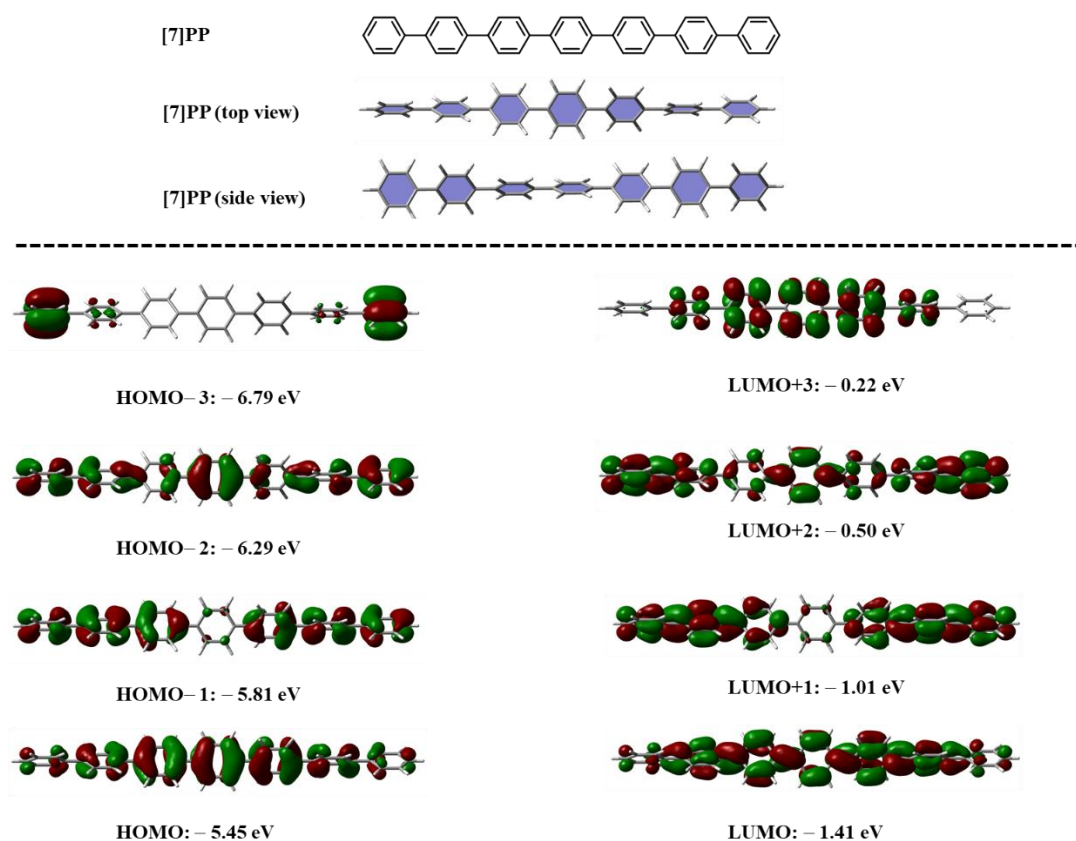 [7]PP
[7]PP (top view)
[7]PP (side view)
HOMO– 3: – 6.79 eV
LUMO+3: – 0.22 eV
HOMO– 2: – 6.29 eV
LUMO+2: – 0.50 eV
HOMO– 1: – 5.81 eV
LUMO+1: – 1.01 eV
HOMO: – 5.45 eV
LUMO: – 1.41 eV